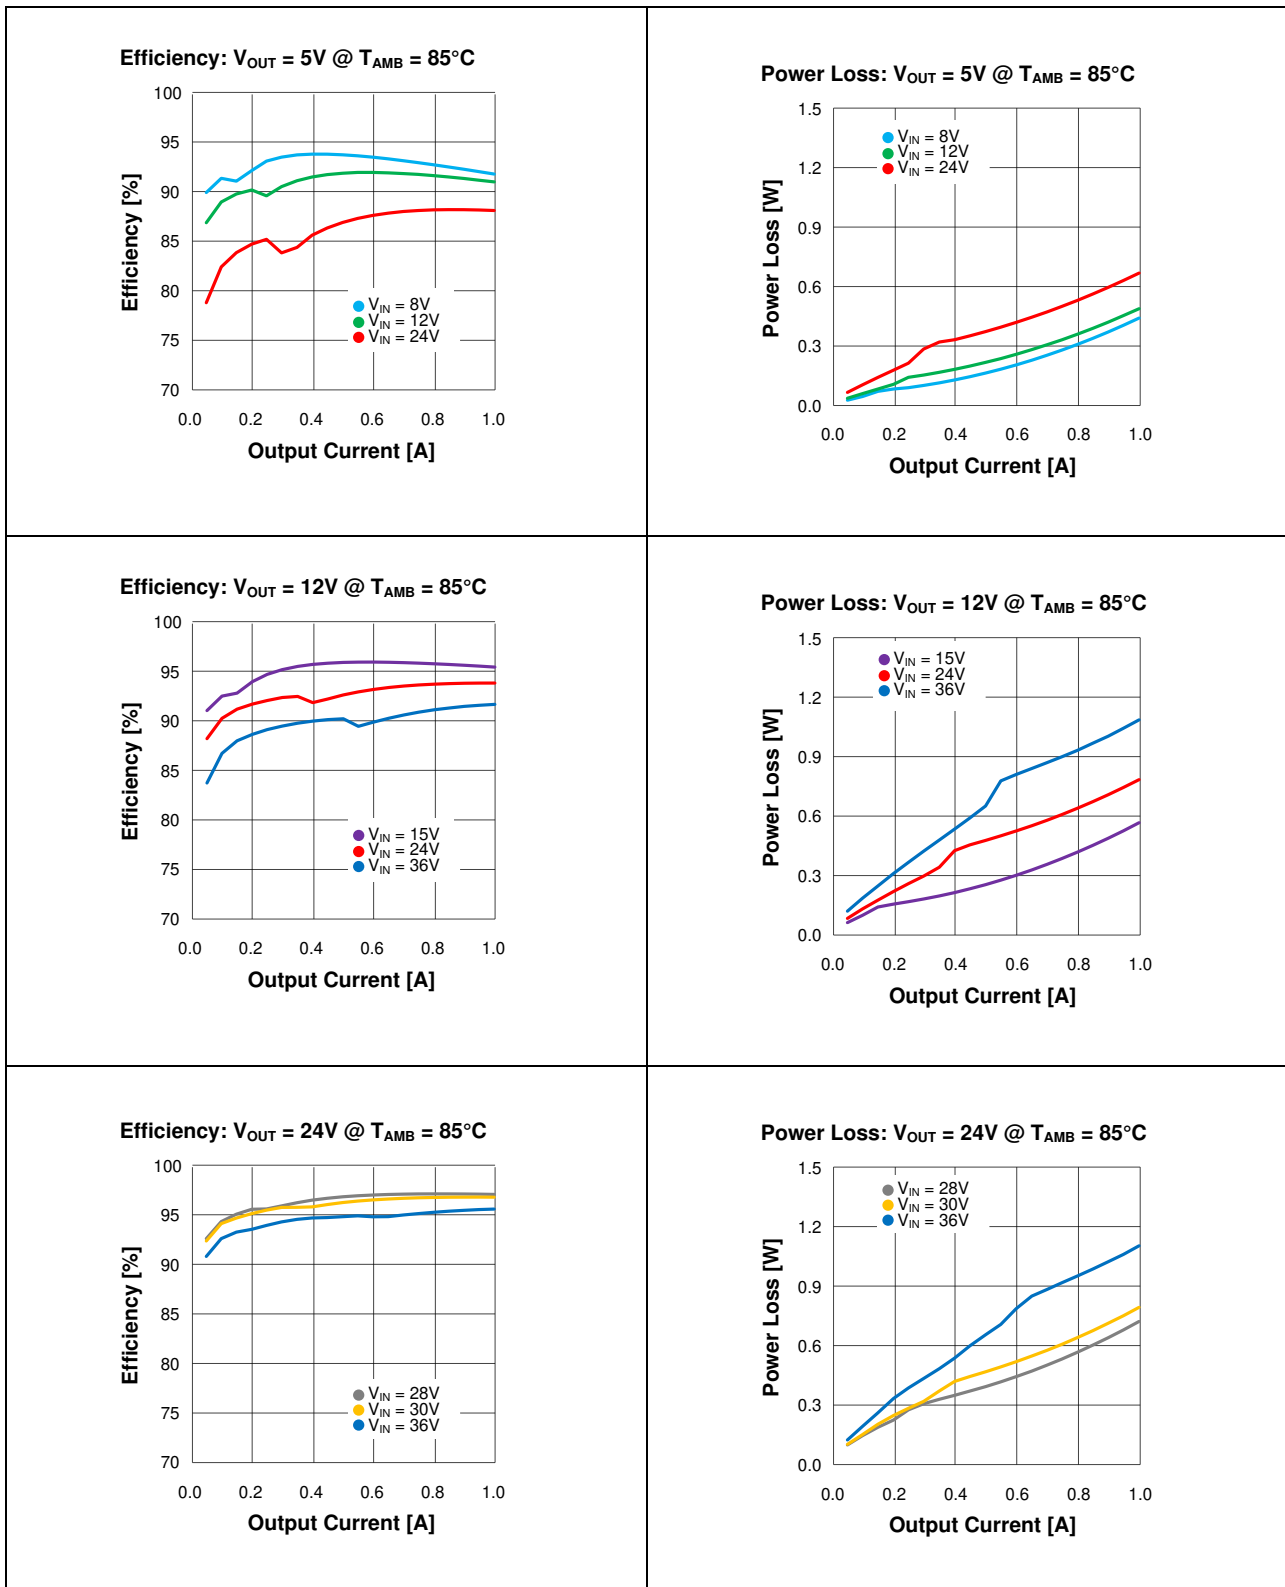 Efficiency: VOUT = 5V @ TAMB = 85°C
100
95
90
85
80
75
70
Efficiency [%]
VIN = 8V
VIN = 12V
VIN = 24V
0.0 0.2 0.4 0.6 0.8 1.0
Output Current [A]
Power Loss: VOUT = 5V @ TAMB = 85°C
1.5
1.2
0.9
0.6
0.3
0.0
Power Loss [W]
VIN = 8V
VIN = 12V
VIN = 24V
0.0 0.2 0.4 0.6 0.8 1.0
Output Current [A]
Efficiency: VOUT = 12V @ TAMB = 85°C
100
95
90
85
80
75
70
Efficiency [%]
VIN = 15V
VIN = 24V
VIN = 36V
0.0 0.2 0.4 0.6 0.8 1.0
Output Current [A]
Power Loss: VOUT = 12V @ TAMB = 85°C
1.5
1.2
0.9
0.6
0.3
0.0
Power Loss [W]
VIN = 15V
VIN = 24V
VIN = 36V
0.0 0.2 0.4 0.6 0.8 1.0
Output Current [A]
Efficiency: VOUT = 24V @ TAMB = 85°C
100
95
90
85
80
75
70
Efficiency [%]
VIN = 28V
VIN = 30V
VIN = 36V
0.0 0.2 0.4 0.6 0.8 1.0
Output Current [A]
Power Loss: VOUT = 24V @ TAMB = 85°C
1.5
1.2
0.9
0.6
0.3
0.0
Power Loss [W]
VIN = 28V
VIN = 30V
VIN = 36V
0.0 0.2 0.4 0.6 0.8 1.0
Output Current [A]